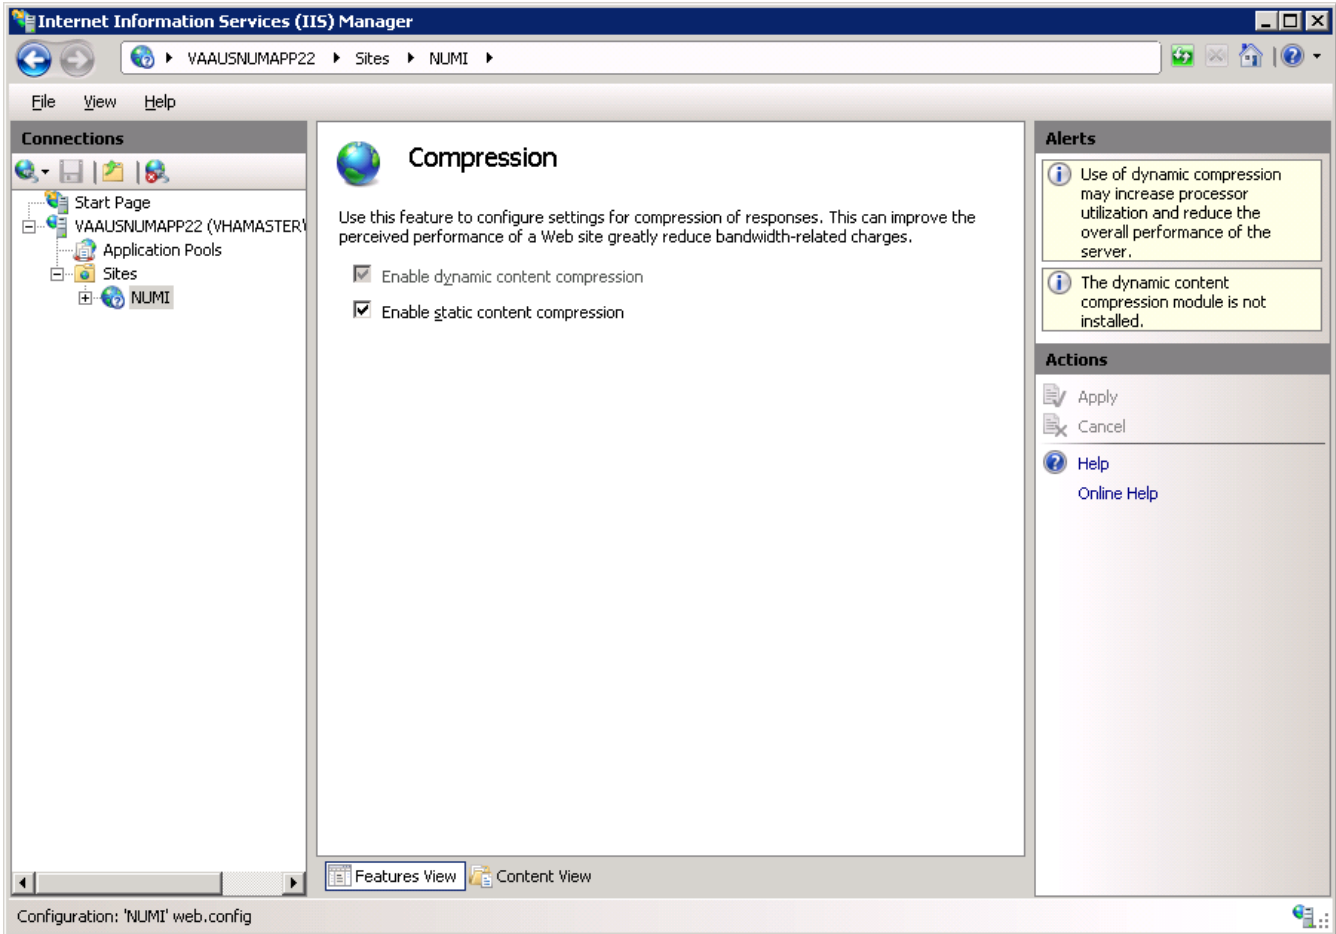 Internet Information Services (IIS) Manager
VAAUSNUMAPP22 Sites NUMI
File View Help
Connections
Start Page
VAAUSNUMAPP22 (VHAMASTER\
Application Pools
Sites
NUMI
Compression
Use this feature to configure settings for compression of responses. This can improve the
perceived performance of a Web site greatly reduce bandwidth-related charges.
Enable dynamic content compression
Enable static content compression
Features View Content View
Alerts
Use of dynamic compression
may increase processor
utilization and reduce the
overall performance of the
server.
The dynamic content
compression module is not
installed.
Actions
Apply
Cancel
Help
Online Help
Configuration: 'NUMI' web.config